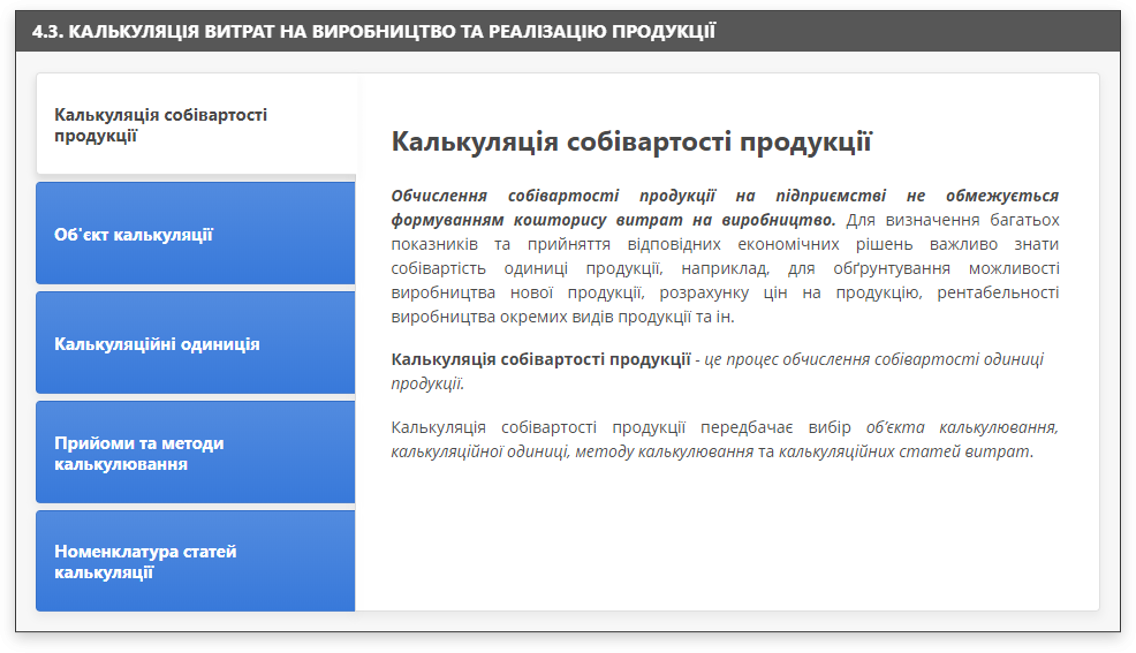 4.3. КАЛЬКУЛЯЦІЯ ВИТРАТ НА ВИРОБНИЦТВО ТА РЕАЛІЗАЦІЮ ПРОДУКЦІЇ
Калькуляція собівартості
продукції
Об'єкт калькуляції
Калькуляційні одиниція
Прийоми та методи
калькулювання
Номенклатура статей
калькуляції
Калькуляція собівартості продукції
Обчислення собівартості продукції на підприємстві не обмежується
формуванням кошторису витрат на виробництво. Для визначення багатьох
показників та прийняття відповідних економічних рішень важливо знати
собівартість одиниці продукції, наприклад, для обґрунтування можливості
виробництва нової продукції, розрахунку цін на продукцію, рентабельності
виробництва окремих видів продукції та ін.
Калькуляція собівартості продукції - це процес обчислення собівартості одиниці
продукції.
Калькуляція собівартості продукції передбачає вибір об’єкта калькулювання,
калькуляційної одиниці, методу калькулювання та калькуляційних статей витрат.